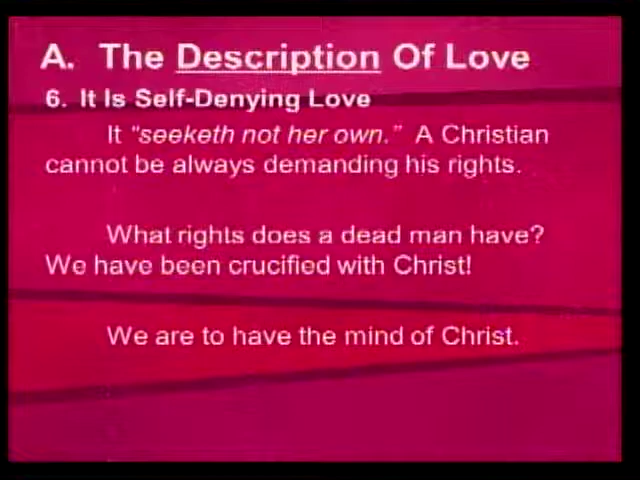 A. The Description Of Love
6. It Is Self-Denying Love
It "seeketh not her own." A Christian
cannot be always demanding his rights.
What rights does a dead man have?
We have been crucified with Christ!
We are to have the mind of Christ.